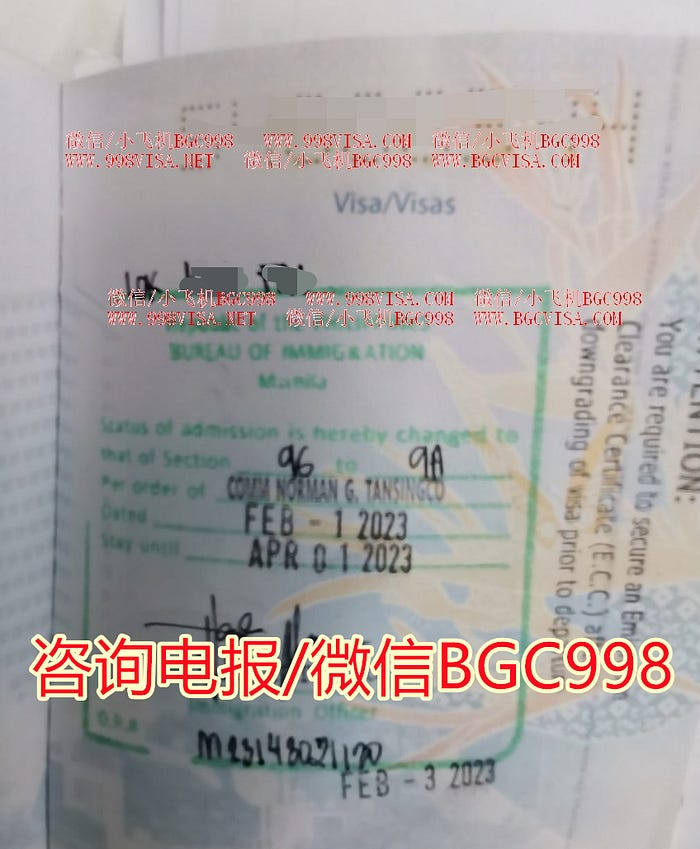 微信/小飞机BGC998 WWW.998VISA.COM 微信/小飞机BGC998
WWW.998VISA.NET 微信/小飞机BGC998 WWW.BGCVISA.COM
Visa/Visas
微信/小飞机BGC998 WWW.998VISA.COM 微信/小飞机BGC998
WWW.998VISA.NET 微信/小飞机BGC998 WWW.BGCVISA.COM
BUREAU OF IMMIGRATION
Manila
Status of admission is hereby changed to
that of Section 9G to 9A
Per order of COMM NORMAN G. TANSINGCO
Dated FEB - 1 2023
Stay until APR 01 2023
咨询电报/微信BGC998
Officer
O.P.#
FEB - 3 2023
You are required to secure an
Clearance Certificate (E.C.C.)
of visa prior to